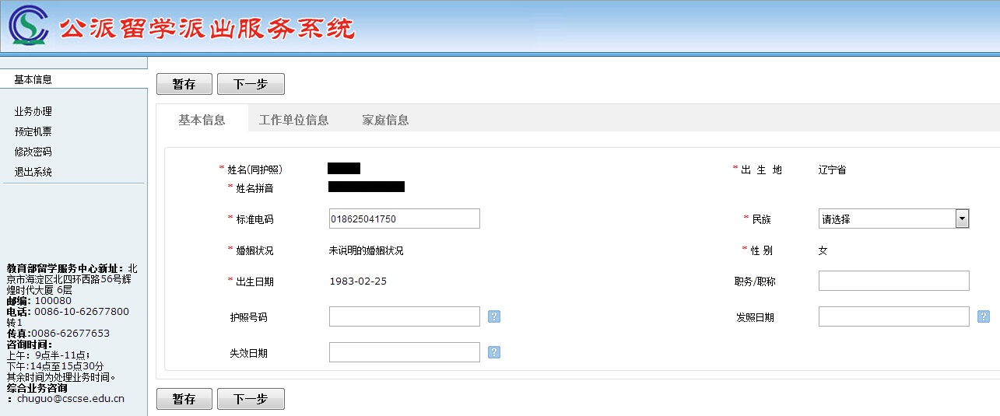 公派留学派出服务系统
基本信息
业务办理
预定机票
修改密码
退出系统
教育部留学服务中心新址：北
京市海淀区北四环西路56号辉
煌时代大厦 6层
邮编：100080
电话：0086-10-62677800
转1
传真:0086-62677653
咨询时间：
上午：9点半-11点；
下午:14点至15点30分
其余时间为处理业务时间。
综合业务咨询
：chuguo@cscse.edu.cn
暂存 下一步
基本信息 工作单位信息 家庭信息
* 姓名(同护照) * 出 生 地 辽宁省
* 姓名拼音
* 标准电码 018625041750 * 民族 请选择
* 婚姻状况 未说明的婚姻状况 * 性 别 女
* 出生日期 1983-02-25 职务/职称
护照号码 ? 发照日期 ?
失效日期 ?
暂存 下一步